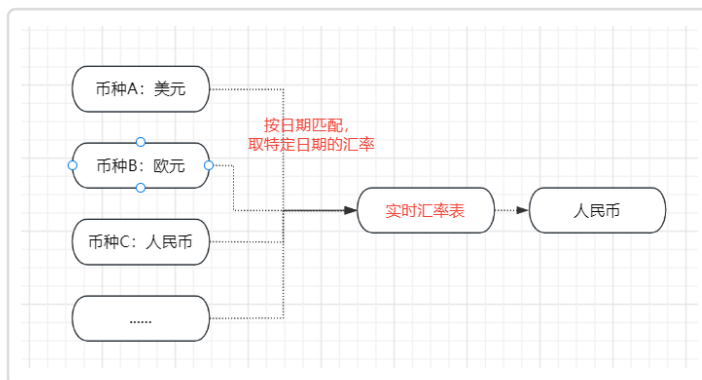 币种A：美元
按日期匹配，
取特定日期的汇率
币种B：欧元
实时汇率表
人民币
币种C：人民币
......